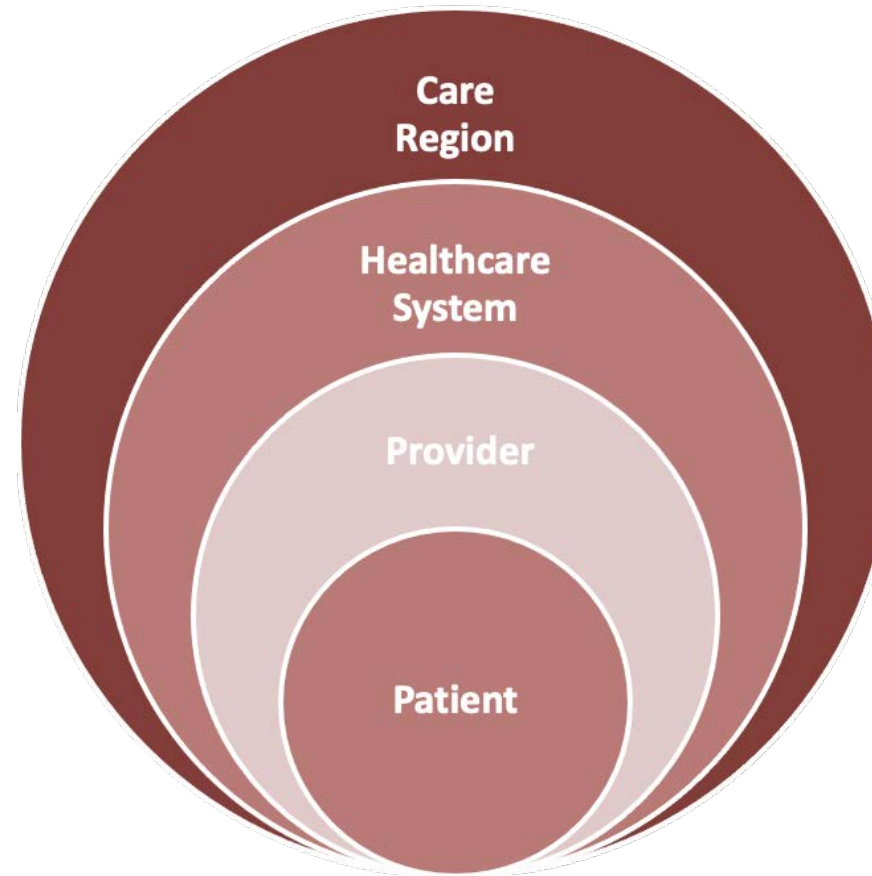 Care
Region
Healthcare
System
Provider
Patient